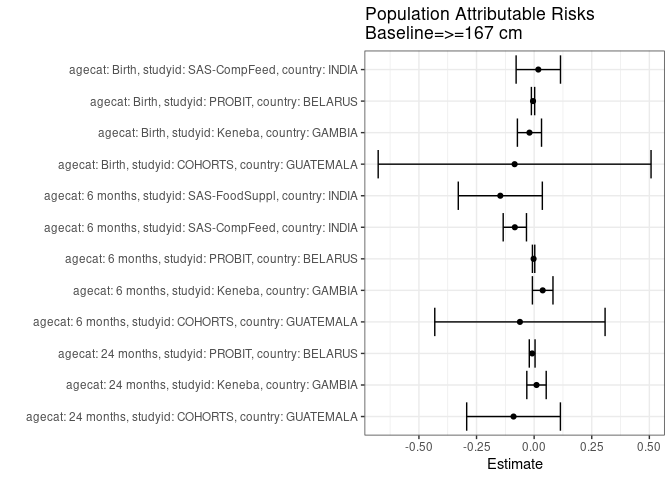 Population Attributable Risks
Baseline=>=167 cm
agecat: Birth, studyid: SAS-CompFeed, country: INDIA
agecat: Birth, studyid: PROBIT, country: BELARUS
agecat: Birth, studyid: Keneba, country: GAMBIA
agecat: Birth, studyid: COHORTS, country: GUATEMALA
agecat: 6 months, studyid: SAS-FoodSuppl, country: INDIA
agecat: 6 months, studyid: SAS-CompFeed, country: INDIA
agecat: 6 months, studyid: PROBIT, country: BELARUS
agecat: 6 months, studyid: Keneba, country: GAMBIA
agecat: 6 months, studyid: COHORTS, country: GUATEMALA
agecat: 24 months, studyid: PROBIT, country: BELARUS
agecat: 24 months, studyid: Keneba, country: GAMBIA
agecat: 24 months, studyid: COHORTS, country: GUATEMALA
-0.50 -0.25 0.00 0.25 0.50
Estimate